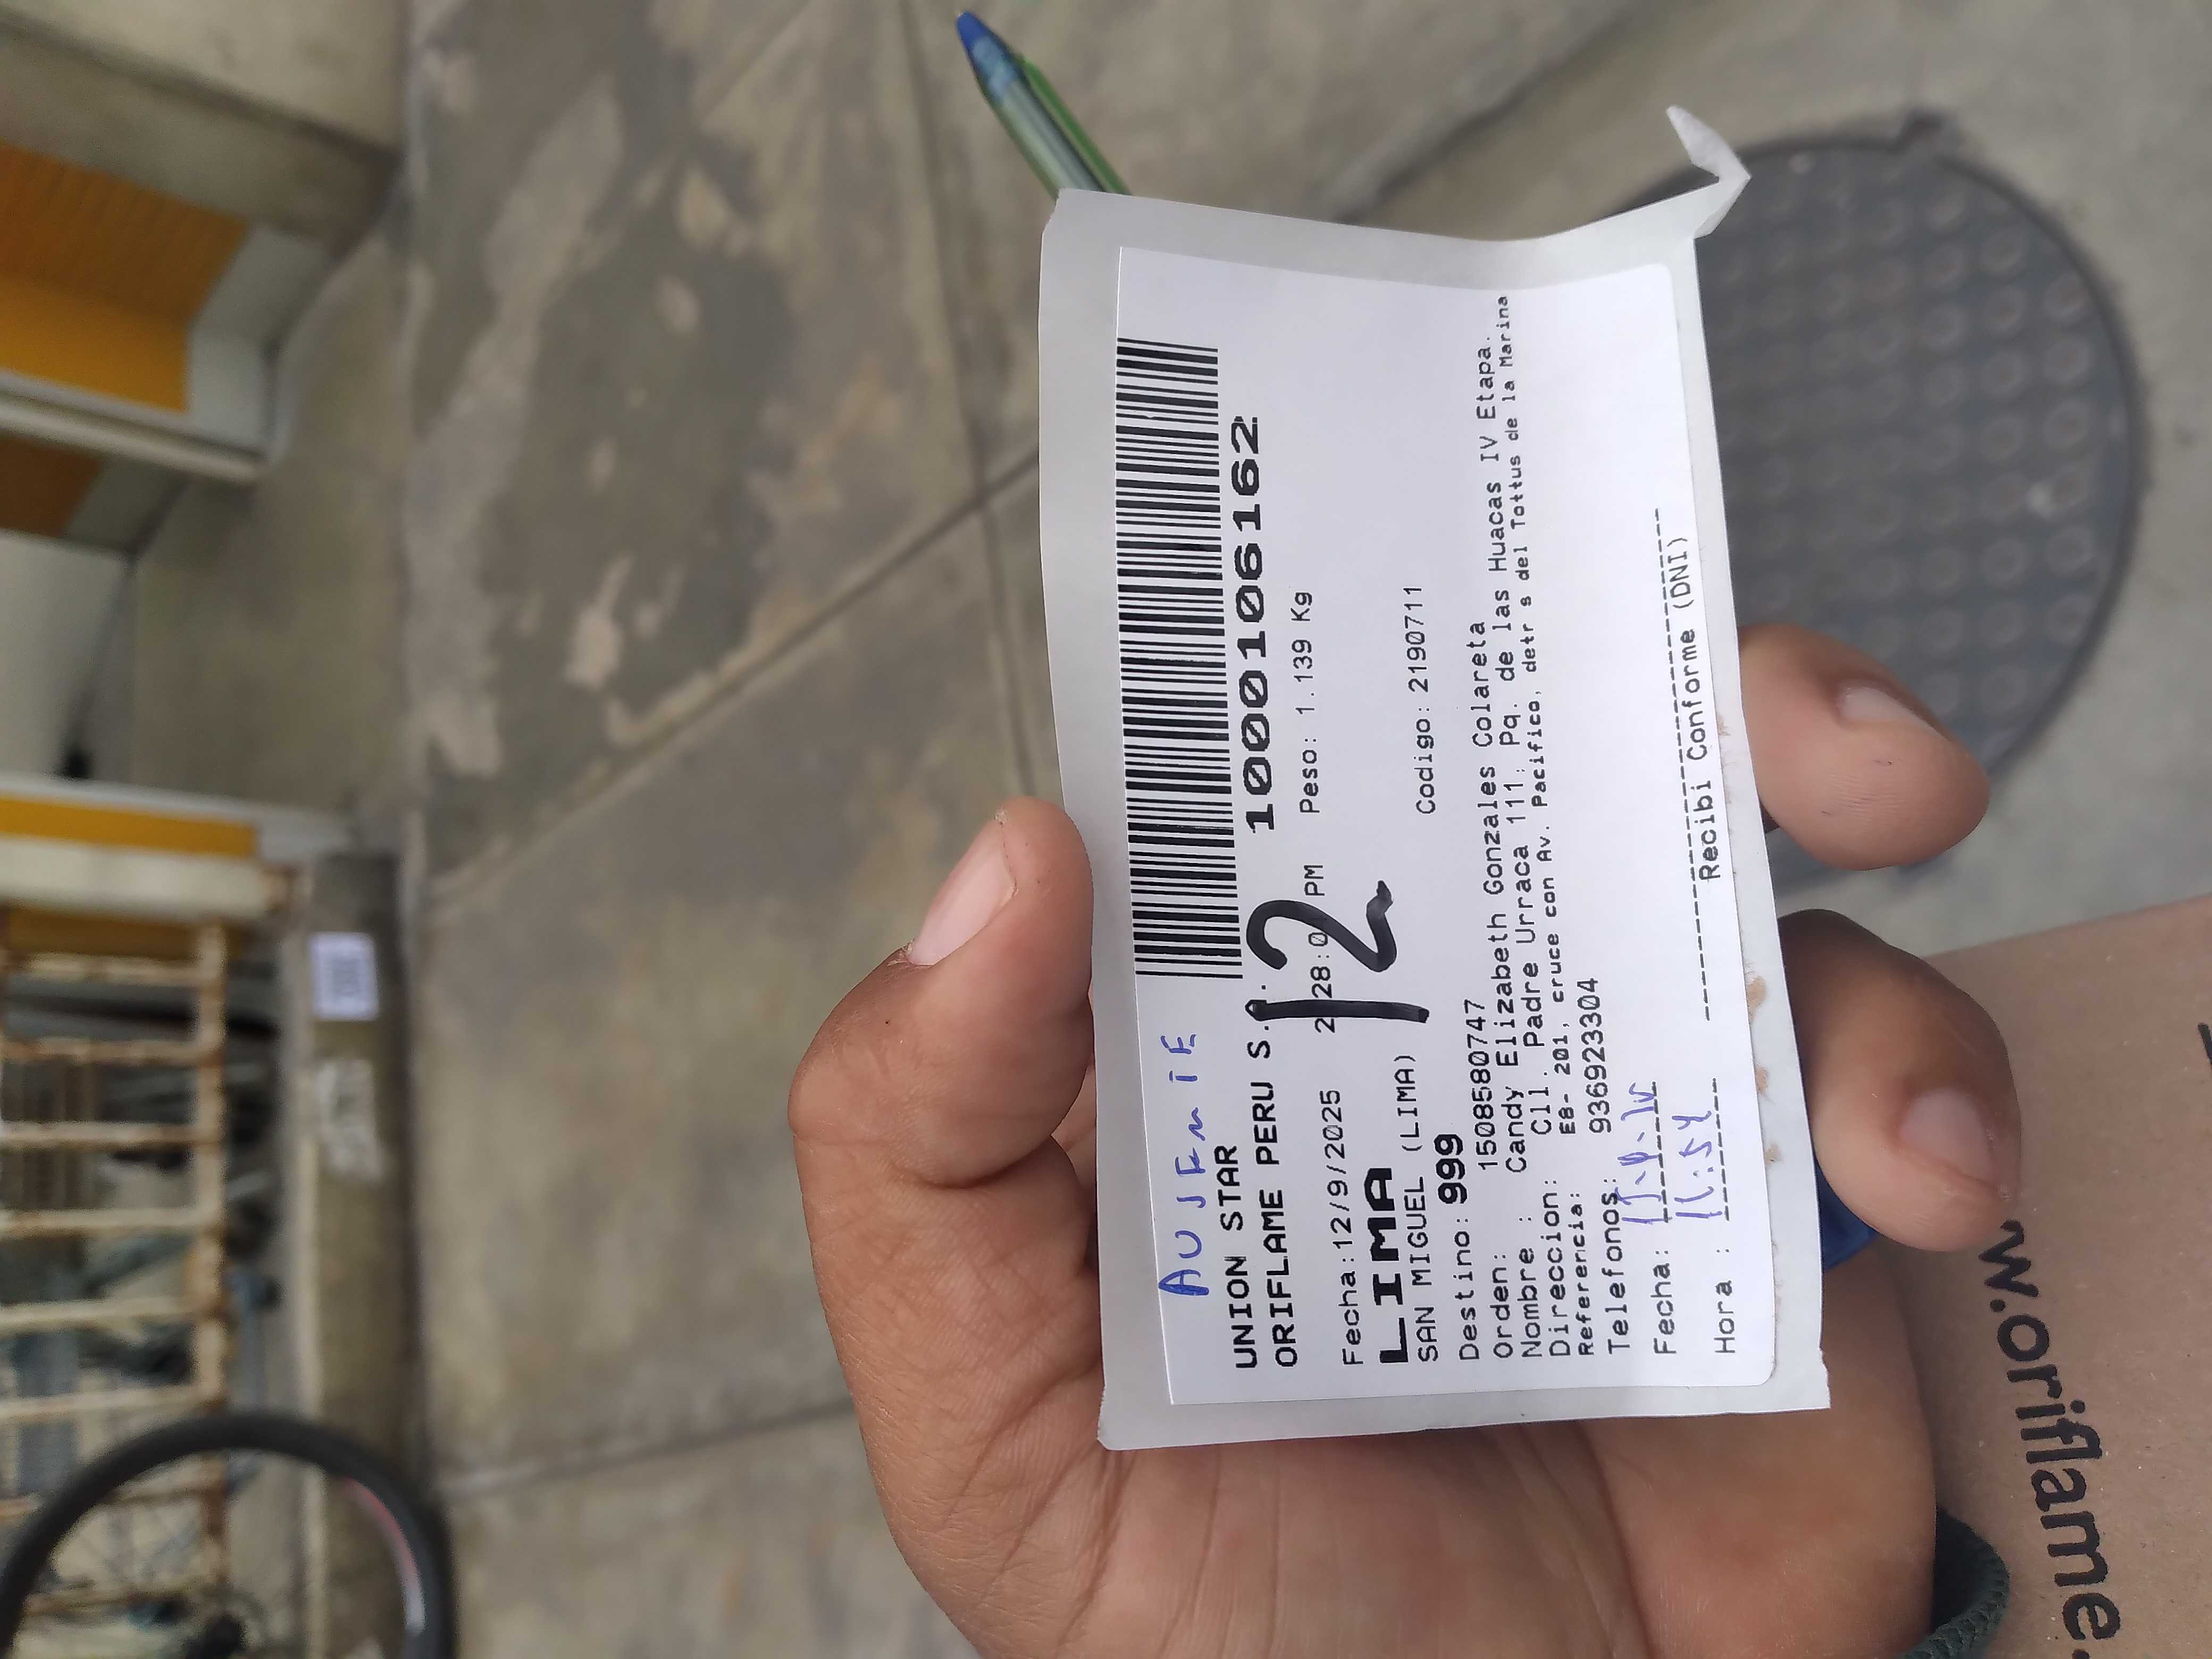 AUSENTE
UNION STAR
ORIFLAME PERU S.
1000106162
Fecha:12/9/2025 2 28:0 PM Peso: 1.139 Kg
12
LIMA
SAN MIGUEL (LIMA) Codigo: 2190711
Destino: 999
Orden: 1508580747
Nombre : Candy Elizabeth Gonzales Colareta
Direccion: Cll. Padre Urraca 111; Pq. de las Huacas IV Etapa.
Referencia: E8- 201, cruce con Av. Pacifico, detr s del Tottus de la Marina
Telefonos: 936923304
Fecha:
Hora : 11:54
Recibi Conforme (DNI)
w.oriflame.